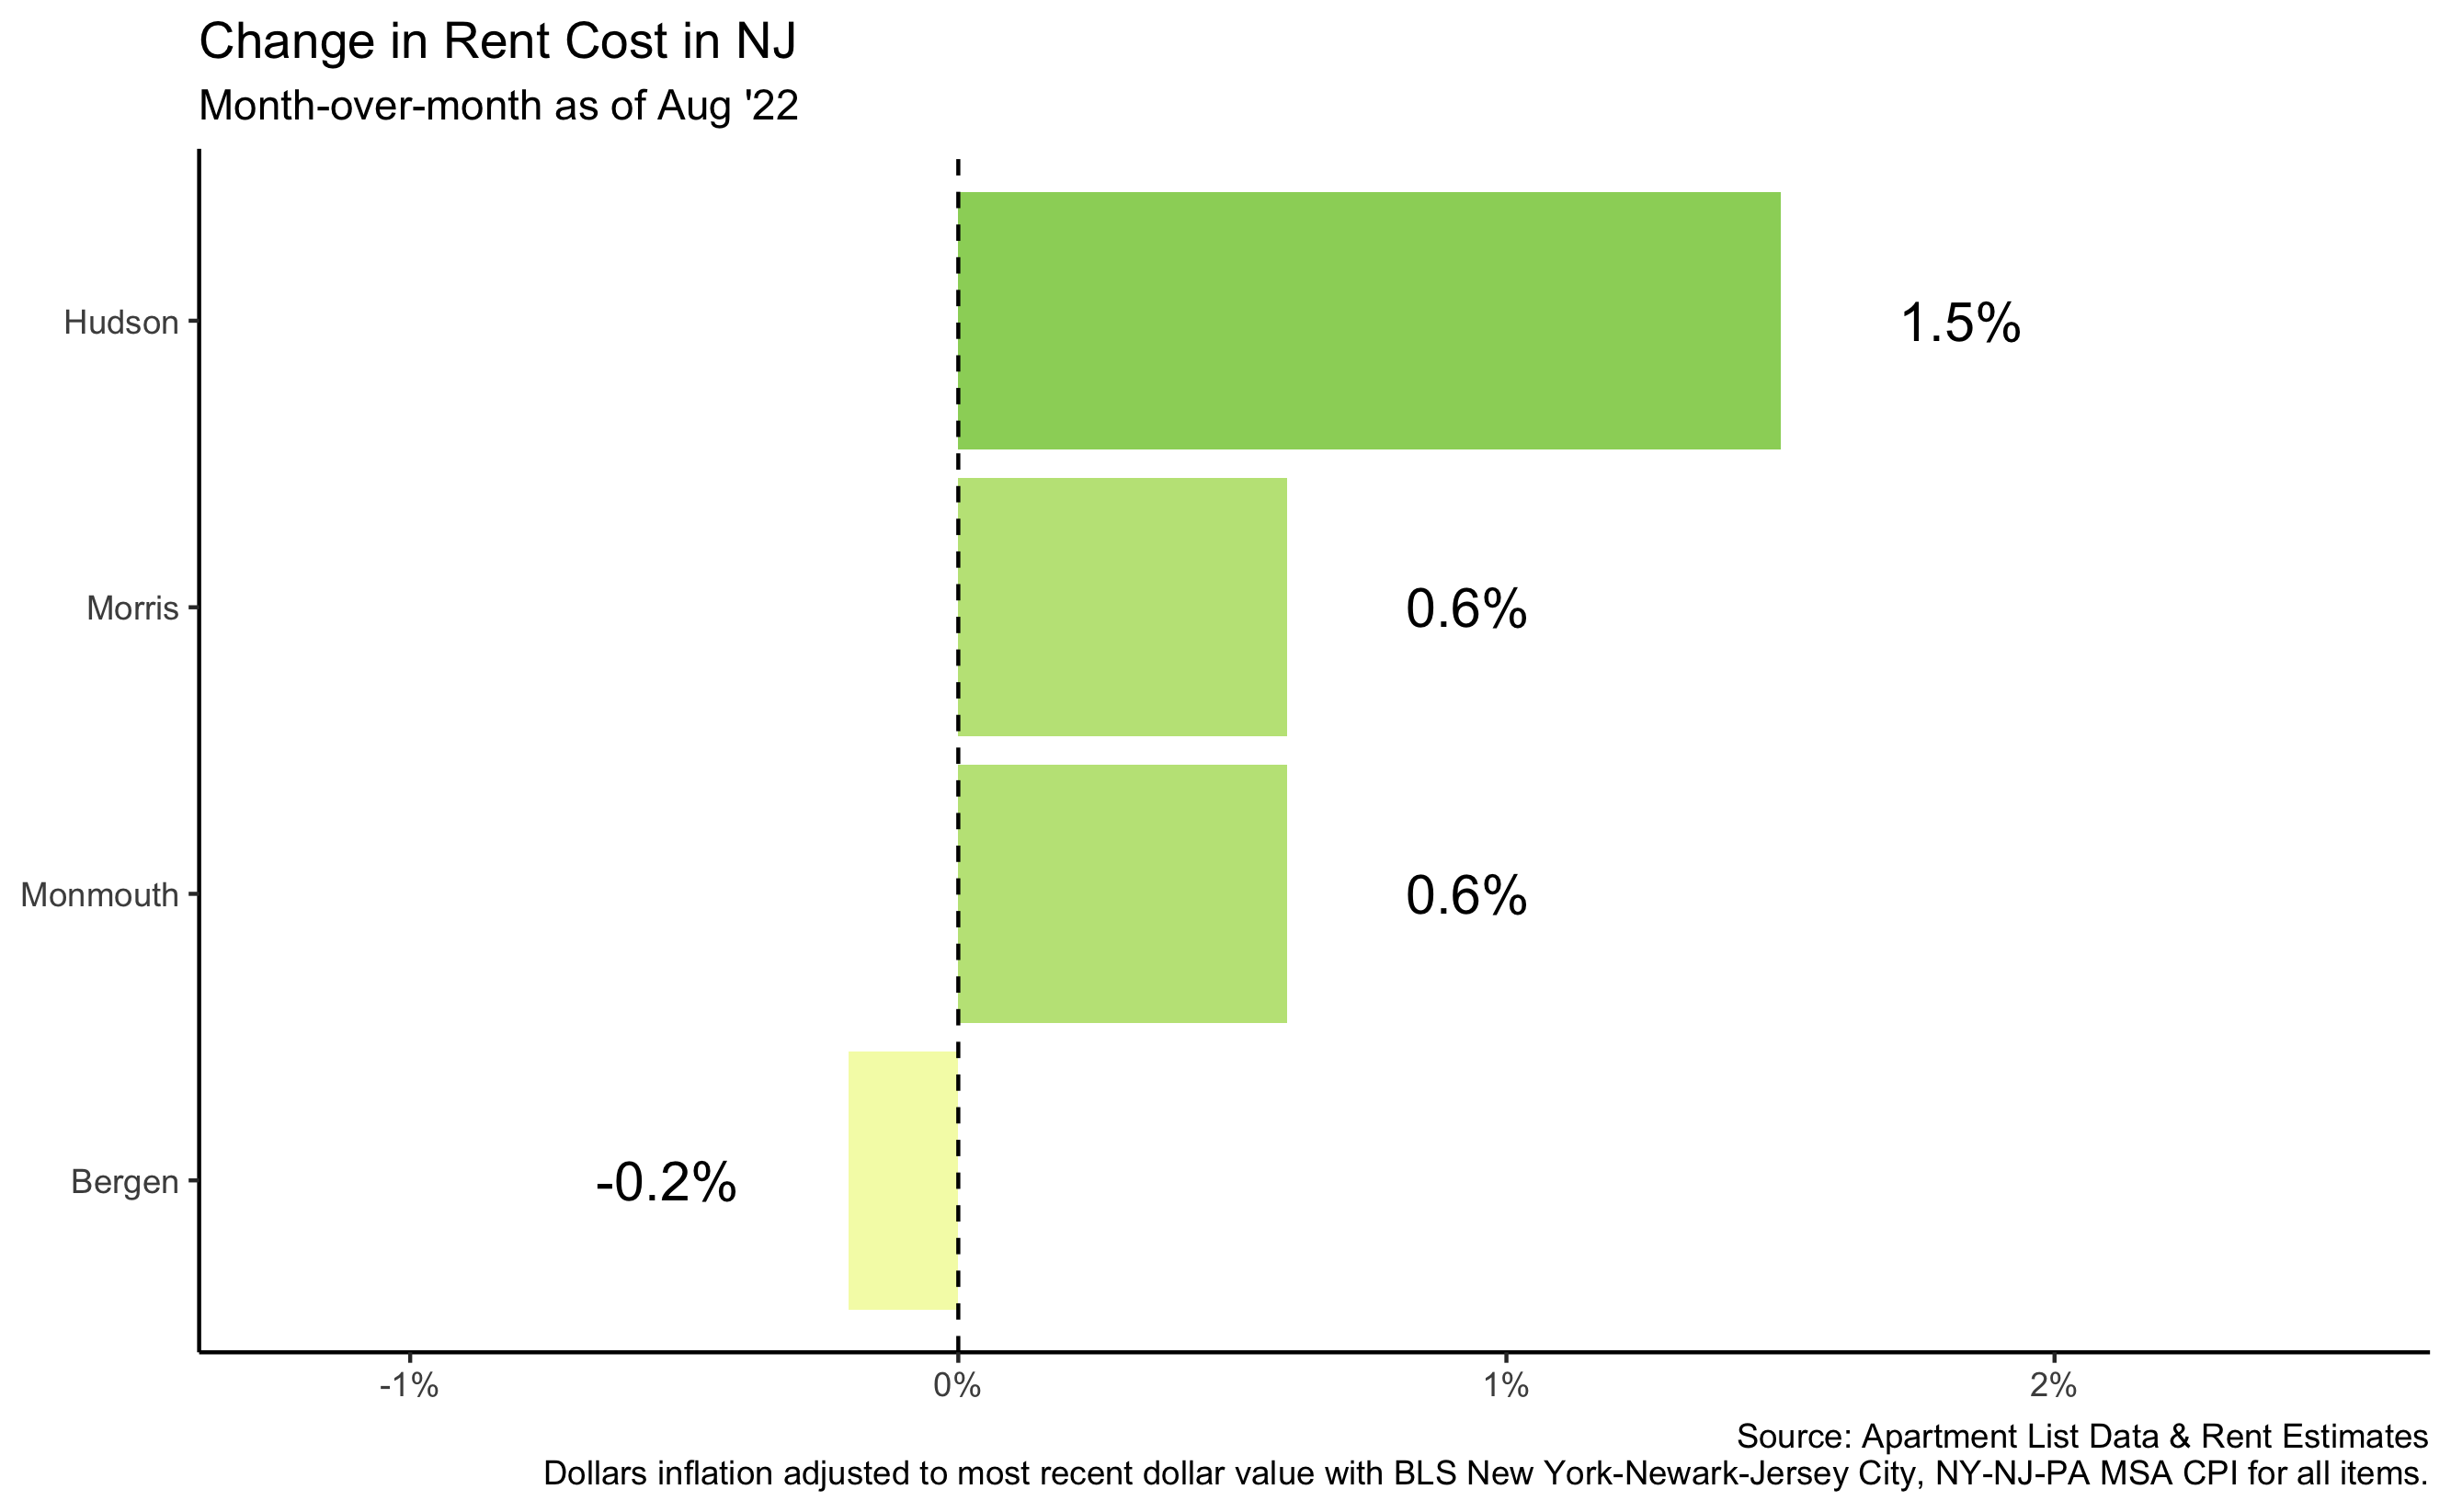 Change in Rent Cost in NJ
Month-over-month as of Aug '22
Hudson
1.5%
Morris
0.6%
Monmouth
0.6%
Bergen
-0.2%
-1%
0%
1%
2%
Source: Apartment List Data & Rent Estimates
Dollars inflation adjusted to most recent dollar value with BLS New York-Newark-Jersey City, NY-NJ-PA MSA CPI for all items.